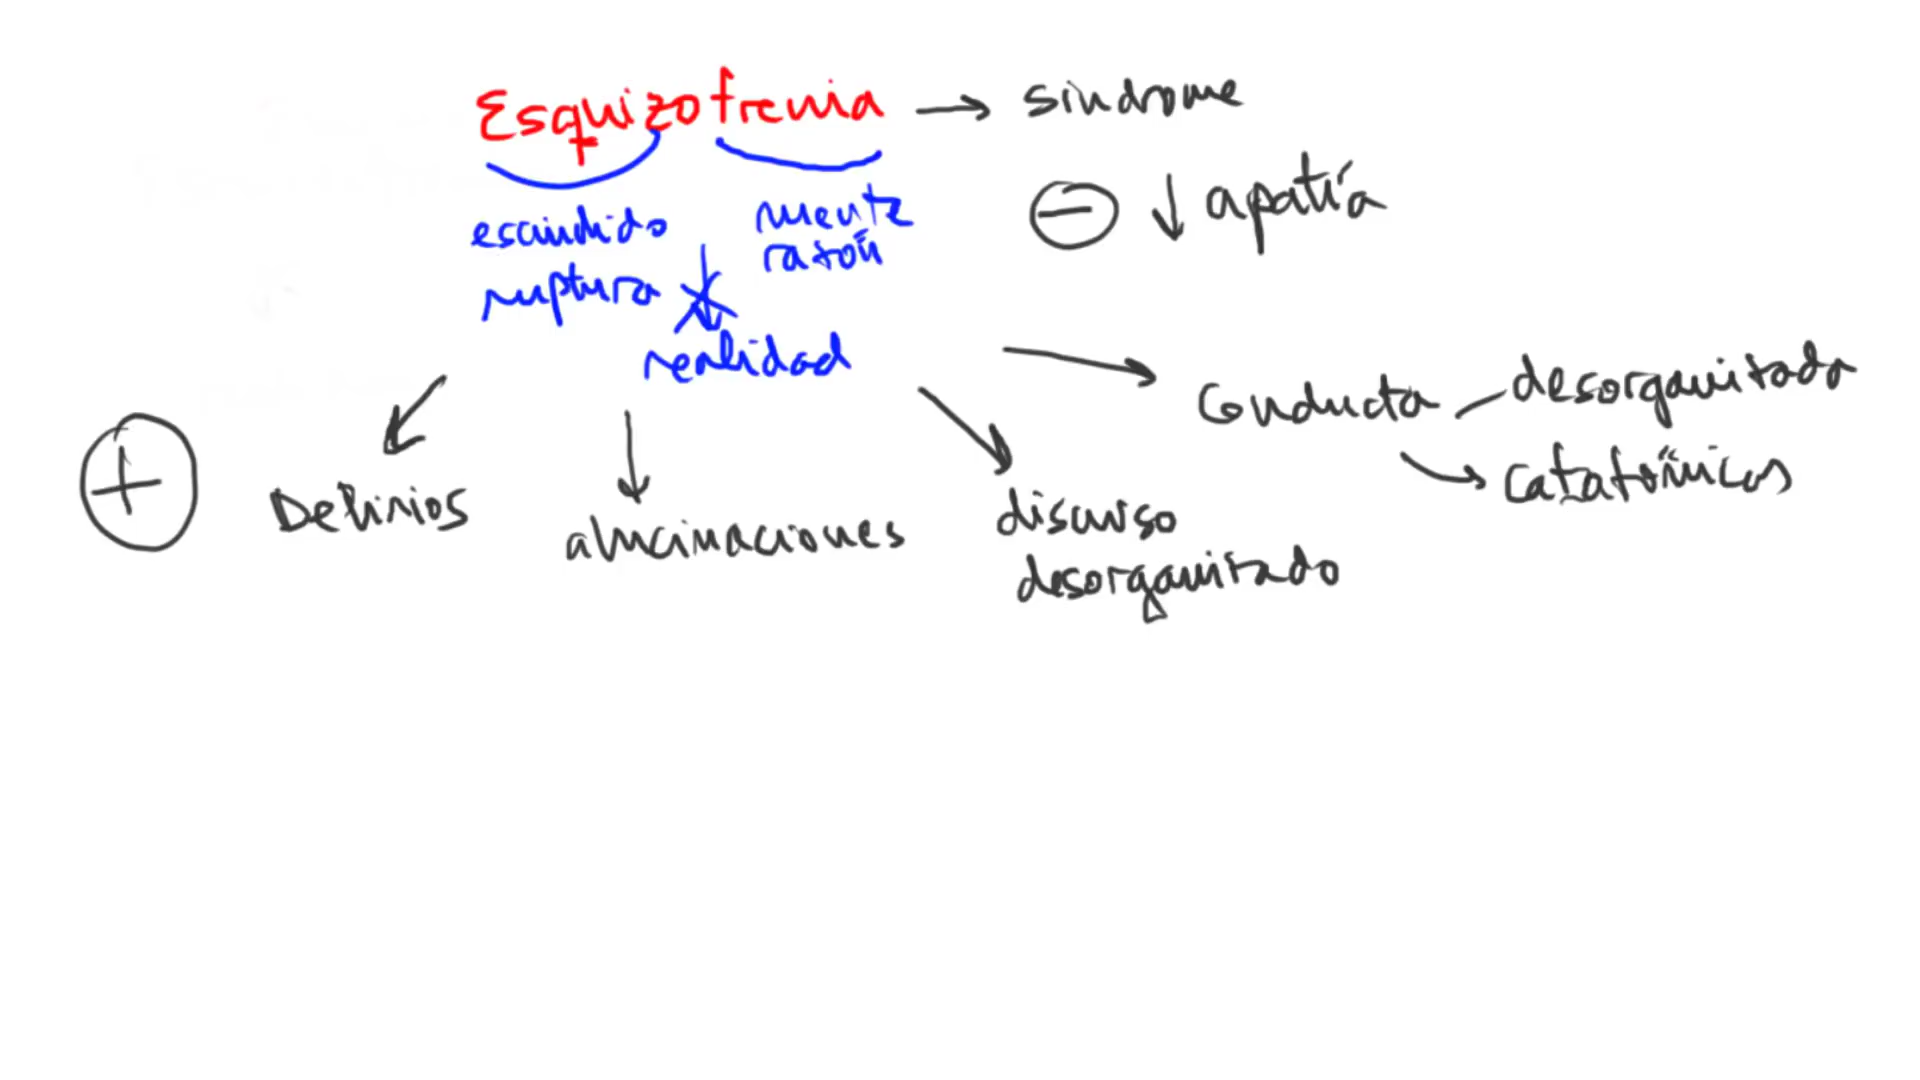 Esquizofrenia → síndrome
escindido
ruptura
mente
razón
realidad
− ↓ apatía
+
Delirios
alucinaciones
discurso
desorganizado
Conducta
desorganizada
catatónicos